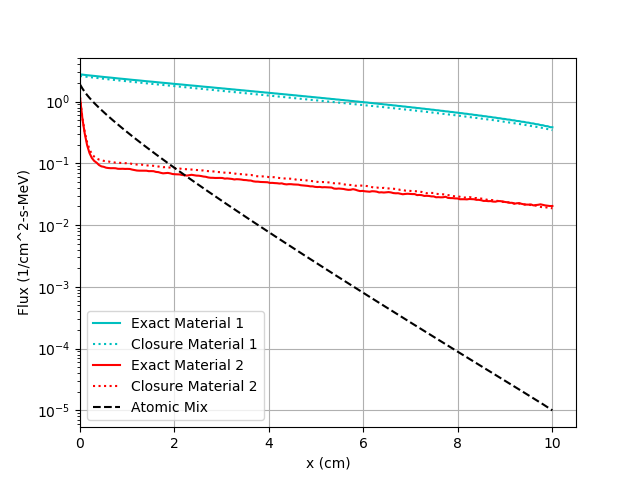 Flux (1/cm^2-s-MeV)
10^0
10^-1
10^-2
10^-3
10^-4
10^-5
Exact Material 1
Closure Material 1
Exact Material 2
Closure Material 2
Atomic Mix
0 2 4 6 8 10
x (cm)